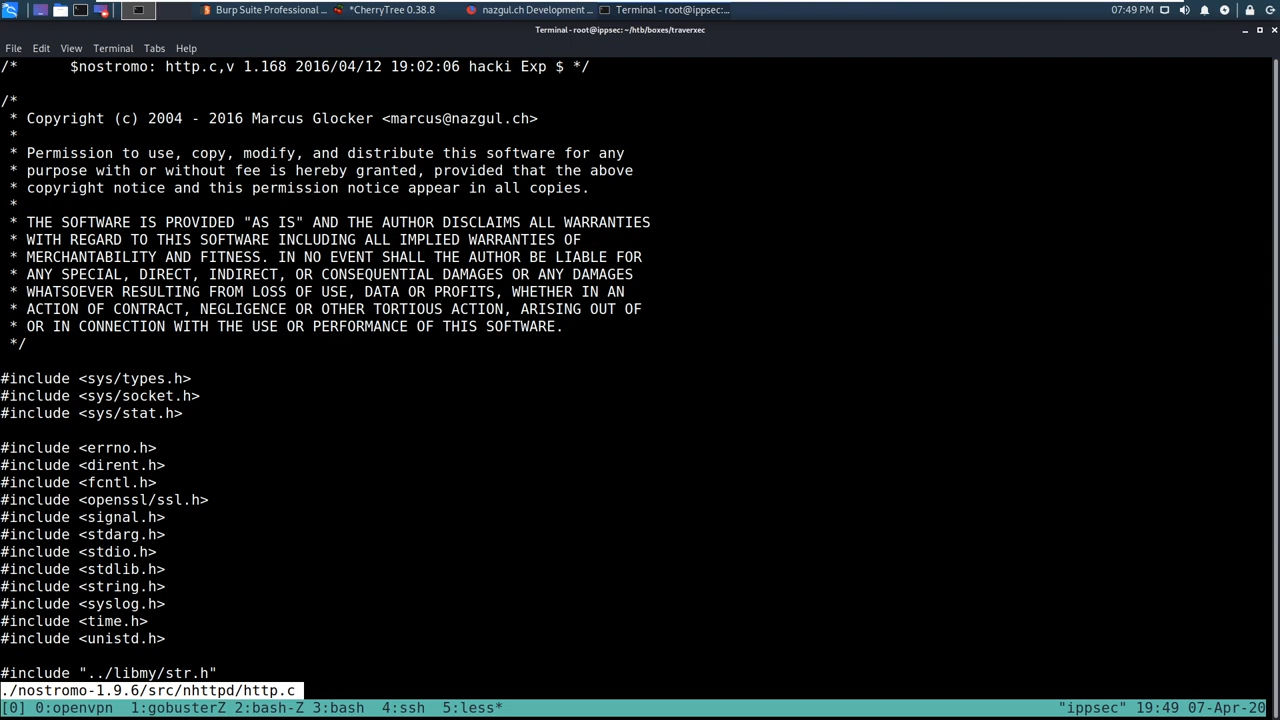 Burp Suite Professional ...
*CherryTree 0.38.8
nazgul.ch Development ...
Terminal - root@ippsec:...
07:49 PM
Terminal - root@ippsec: ~/htb/boxes/traverxec
File Edit View Terminal Tabs Help
/*      $nostromo: http.c,v 1.168 2016/04/12 19:02:06 hacki Exp $ */
/*
 * Copyright (c) 2004 - 2016 Marcus Glocker <marcus@nazgul.ch>
 *
 * Permission to use, copy, modify, and distribute this software for any
 * purpose with or without fee is hereby granted, provided that the above
 * copyright notice and this permission notice appear in all copies.
 *
 * THE SOFTWARE IS PROVIDED "AS IS" AND THE AUTHOR DISCLAIMS ALL WARRANTIES
 * WITH REGARD TO THIS SOFTWARE INCLUDING ALL IMPLIED WARRANTIES OF
 * MERCHANTABILITY AND FITNESS. IN NO EVENT SHALL THE AUTHOR BE LIABLE FOR
 * ANY SPECIAL, DIRECT, INDIRECT, OR CONSEQUENTIAL DAMAGES OR ANY DAMAGES
 * WHATSOEVER RESULTING FROM LOSS OF USE, DATA OR PROFITS, WHETHER IN AN
 * ACTION OF CONTRACT, NEGLIGENCE OR OTHER TORTIOUS ACTION, ARISING OUT OF
 * OR IN CONNECTION WITH THE USE OR PERFORMANCE OF THIS SOFTWARE.
 */
#include <sys/types.h>
#include <sys/socket.h>
#include <sys/stat.h>
#include <errno.h>
#include <dirent.h>
#include <fcntl.h>
#include <openssl/ssl.h>
#include <signal.h>
#include <stdarg.h>
#include <stdio.h>
#include <stdlib.h>
#include <string.h>
#include <syslog.h>
#include <time.h>
#include <unistd.h>
#include "../libmy/str.h"
./nostromo-1.9.6/src/nhttpd/http.c
[0] 0:openvpn  1:gobusterZ 2:bash-Z 3:bash  4:ssh  5:less* "ippsec" 19:49 07-Apr-20